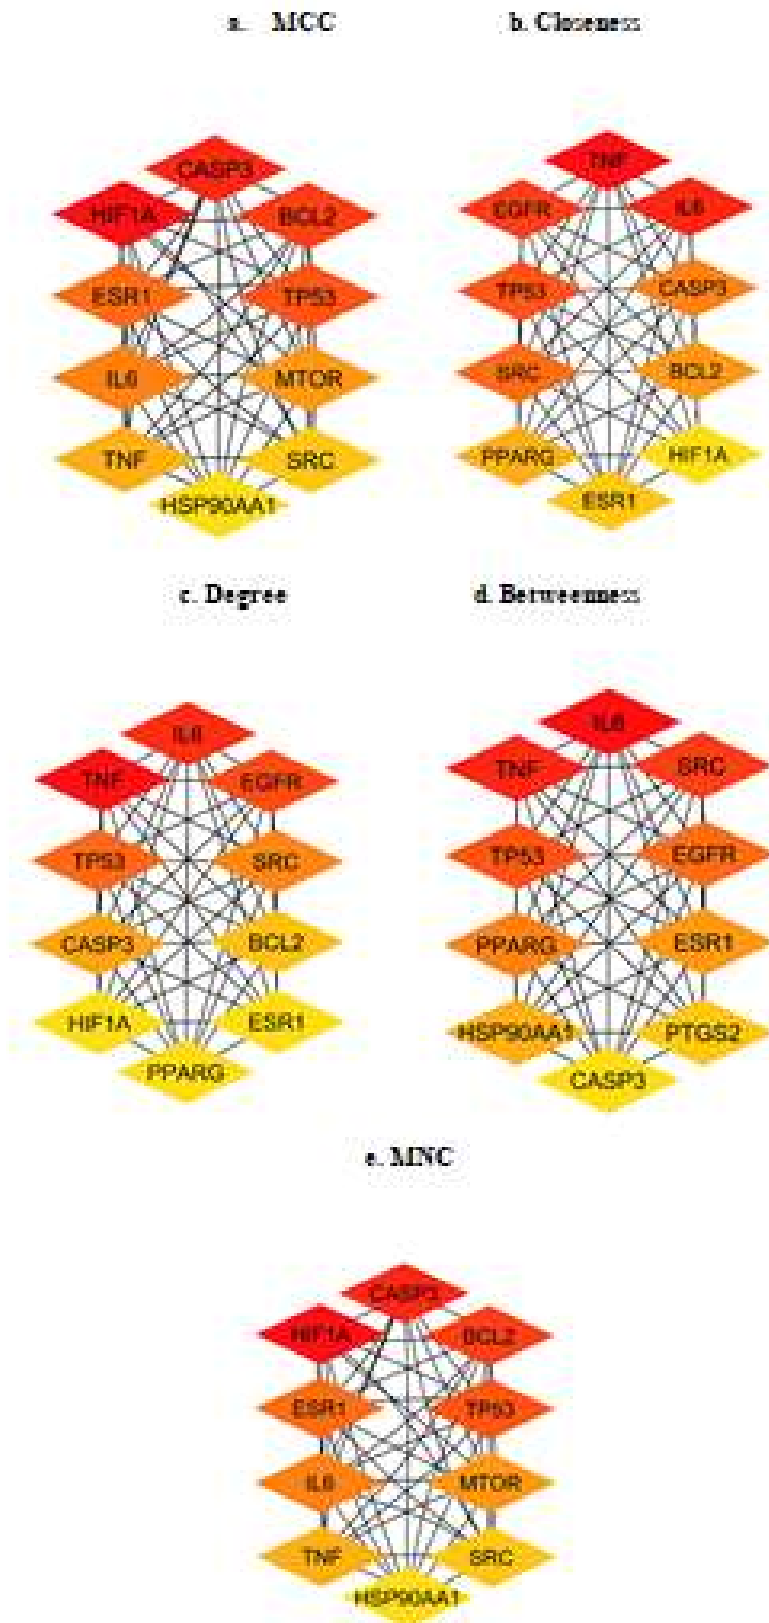 a. MCC
b. Closeness
CASP3
HIF1A
BCL2
ESR1
TP53
IL6
MTOR
TNF
SRC
HSP90AA1
TNF
EGFR
IL6
TP53
CASP3
SRC
BCL2
PPARG
HIF1A
ESR1
c. Degree
d. Betweenness
IL6
TNF
EGFR
TP53
SRC
CASP3
BCL2
HIF1A
ESR1
PPARG
IL6
TNF
SRC
TP53
EGFR
PPARG
ESR1
HSP90AA1
PTGS2
CASP3
e. MNC
CASP3
HIF1A
BCL2
ESR1
TP53
IL6
MTOR
TNF
SRC
HSP90AA1